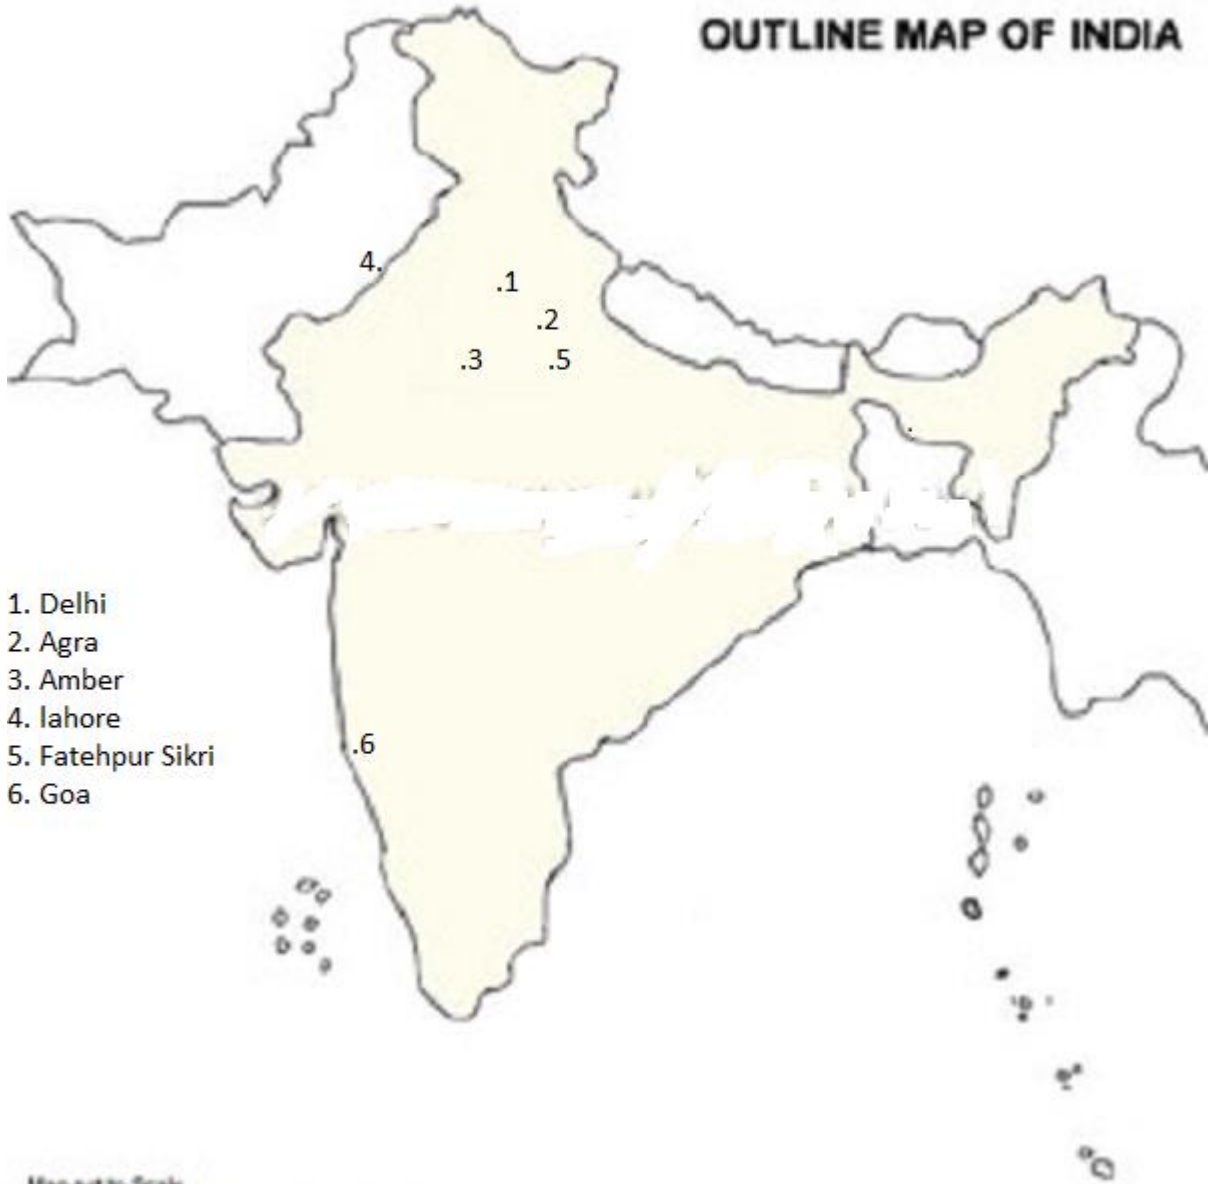 OUTLINE MAP OF INDIA
4.
.1
.2
.3 .5
1. Delhi
2. Agra
3. Amber
4. lahore
5. Fatehpur Sikri
6. Goa
.6